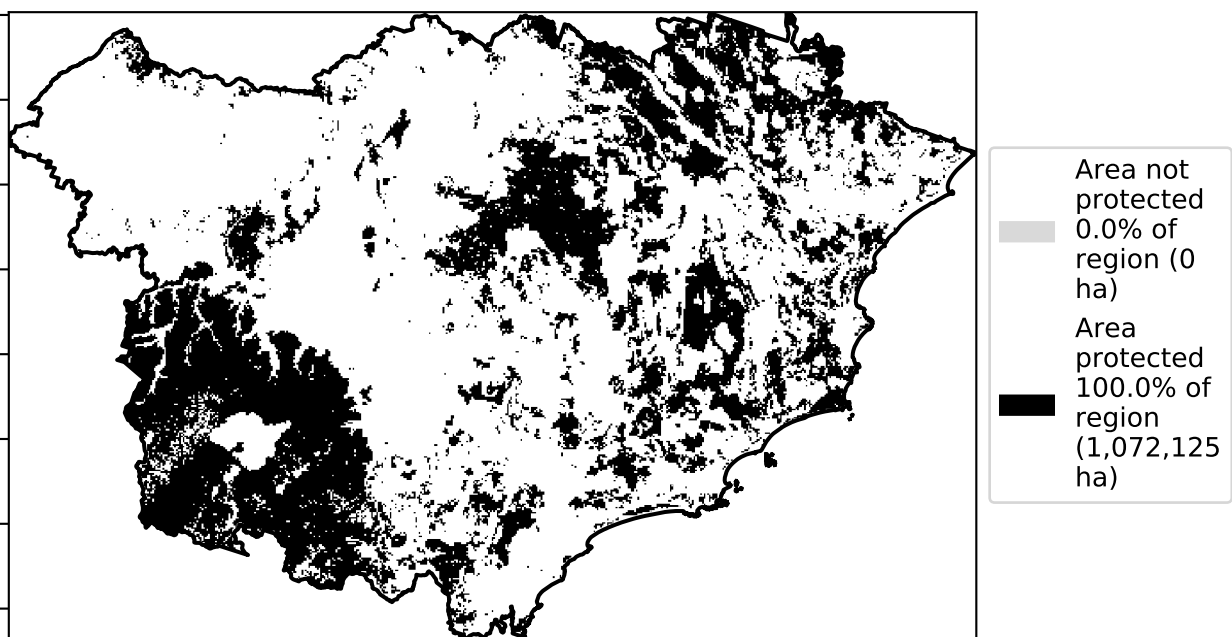 Area not
protected
0.0% of
region (0
ha)
Area
protected
100.0% of
region
(1,072,125
ha)